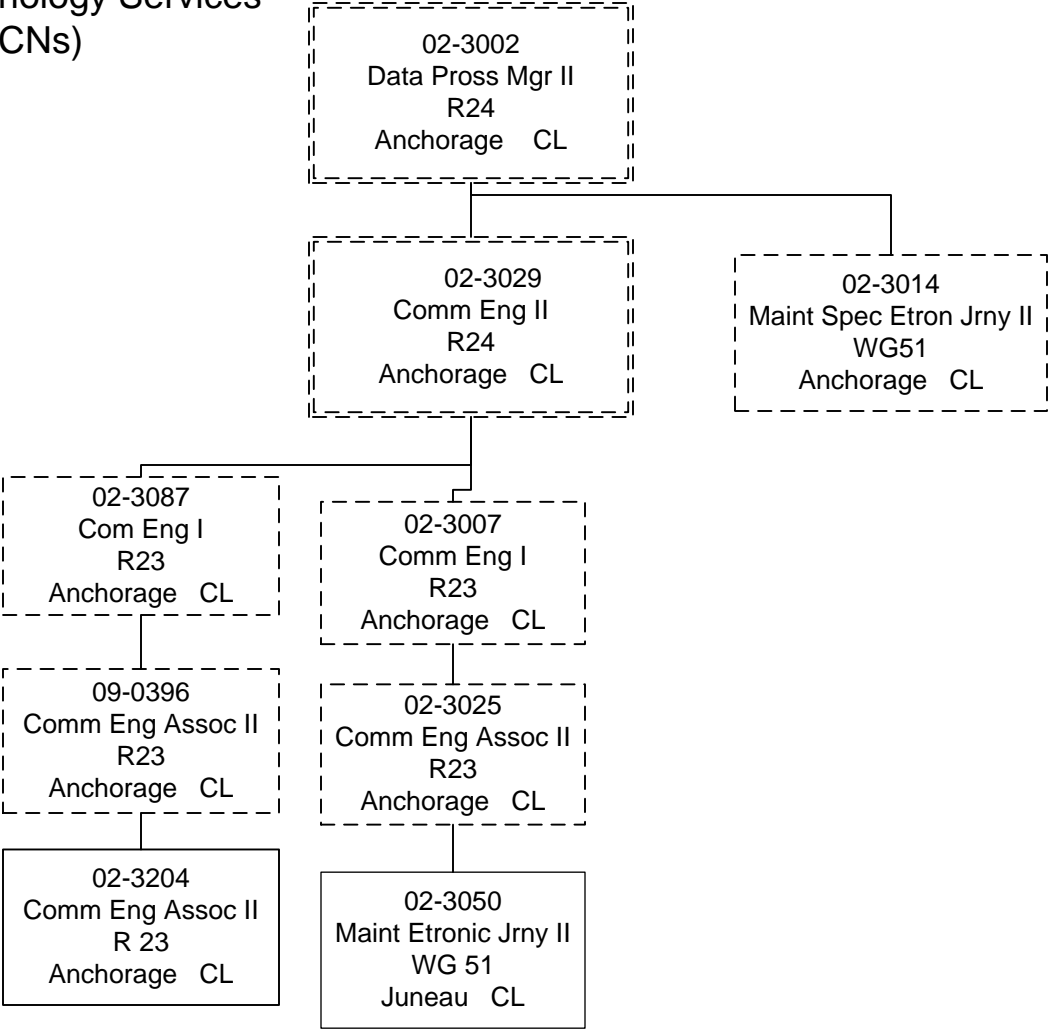 CNs)
02-3002
Data Pross Mgr II
R24
Anchorage CL
02-3029
Comm Eng II
R24
Anchorage CL
02-3014
Maint Spec Etron Jrny II
WG51
Anchorage CL
02-3087
Com Eng I
R23
Anchorage CL
02-3007
Comm Eng I
R23
Anchorage CL
09-0396
Comm Eng Assoc II
R23
Anchorage CL
02-3025
Comm Eng Assoc II
R23
Anchorage CL
02-3204
Comm Eng Assoc II
R 23
Anchorage CL
02-3050
Maint Etronic Jrny II
WG 51
Juneau CL